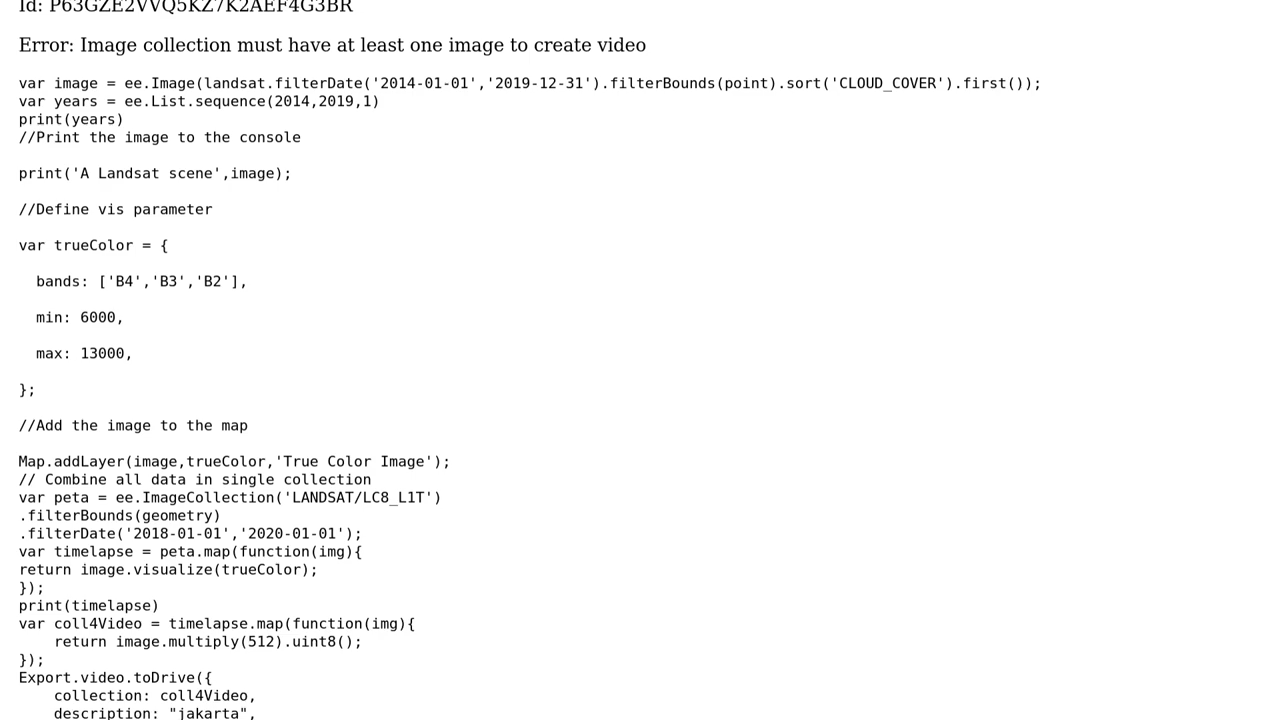 Id: P63GZE2VVQ5KZ7K2AEF4G3BR
Error: Image collection must have at least one image to create video
var image = ee.Image(landsat.filterDate('2014-01-01','2019-12-31').filterBounds(point).sort('CLOUD_COVER').first());
var years = ee.List.sequence(2014,2019,1)
print(years)
//Print the image to the console
print('A Landsat scene',image);
//Define vis parameter
var trueColor = {
  bands: ['B4','B3','B2'],
  min: 6000,
  max: 13000,
};
//Add the image to the map
Map.addLayer(image,trueColor,'True Color Image');
// Combine all data in single collection
var peta = ee.ImageCollection('LANDSAT/LC8_L1T')
.filterBounds(geometry)
.filterDate('2018-01-01','2020-01-01');
var timelapse = peta.map(function(img){
return image.visualize(trueColor);
});
print(timelapse)
var coll4Video = timelapse.map(function(img){
    return image.multiply(512).uint8();
});
Export.video.toDrive({
    collection: coll4Video,
    description: "jakarta",